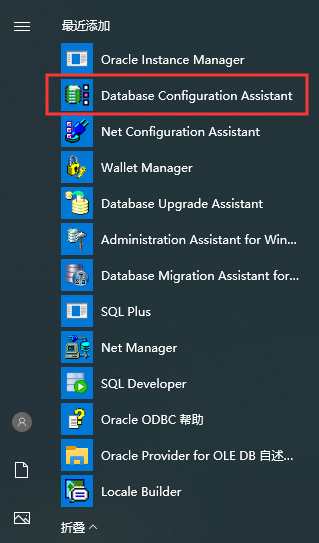 最近添加
Oracle Instance Manager
Database Configuration Assistant
Net Configuration Assistant
Wallet Manager
Database Upgrade Assistant
Administration Assistant for Win...
Database Migration Assistant for...
SQL Plus
Net Manager
SQL Developer
Oracle ODBC 帮助
Oracle Provider for OLE DB 自述...
Locale Builder
折叠